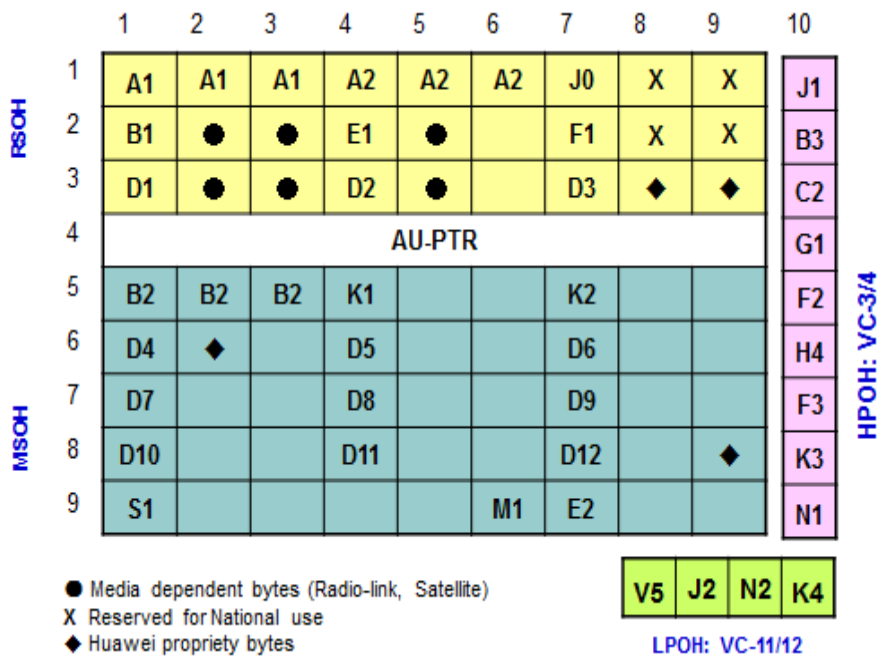 1 2 3 4 5 6 7 8 9 10
RSOH
1 A1 A1 A1 A2 A2 A2 J0 X X J1
2 B1 ● ● E1 ● F1 X X B3
3 D1 ● ● D2 ● D3 ◆ ◆ C2
4 AU-PTR G1
5 B2 B2 B2 K1 K2 F2
6 D4 ◆ D5 D6 H4
7 D7 D8 D9 F3
8 D10 D11 D12 ◆ K3
9 S1 M1 E2 N1
MSOH
HPOH: VC-3/4
● Media dependent bytes (Radio-link, Satellite)
X Reserved for National use
◆ Huawei propriety bytes
V5 J2 N2 K4
LPOH: VC-11/12